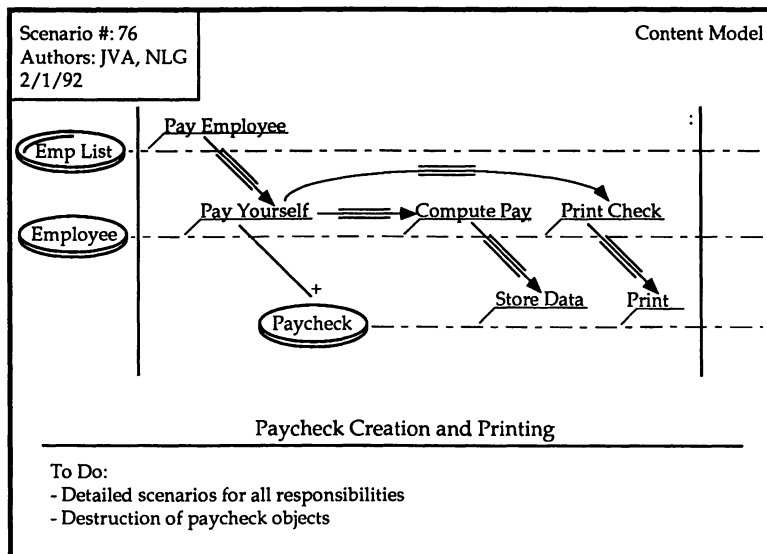 Scenario #: 76
Authors: JVA, NLG
2/1/92
Content Model
Pay Employee
:
Emp List
Pay Yourself
Compute Pay
Print Check
Employee
+
Store Data
Print
Paycheck
Paycheck Creation and Printing
To Do:
- Detailed scenarios for all responsibilities
- Destruction of paycheck objects